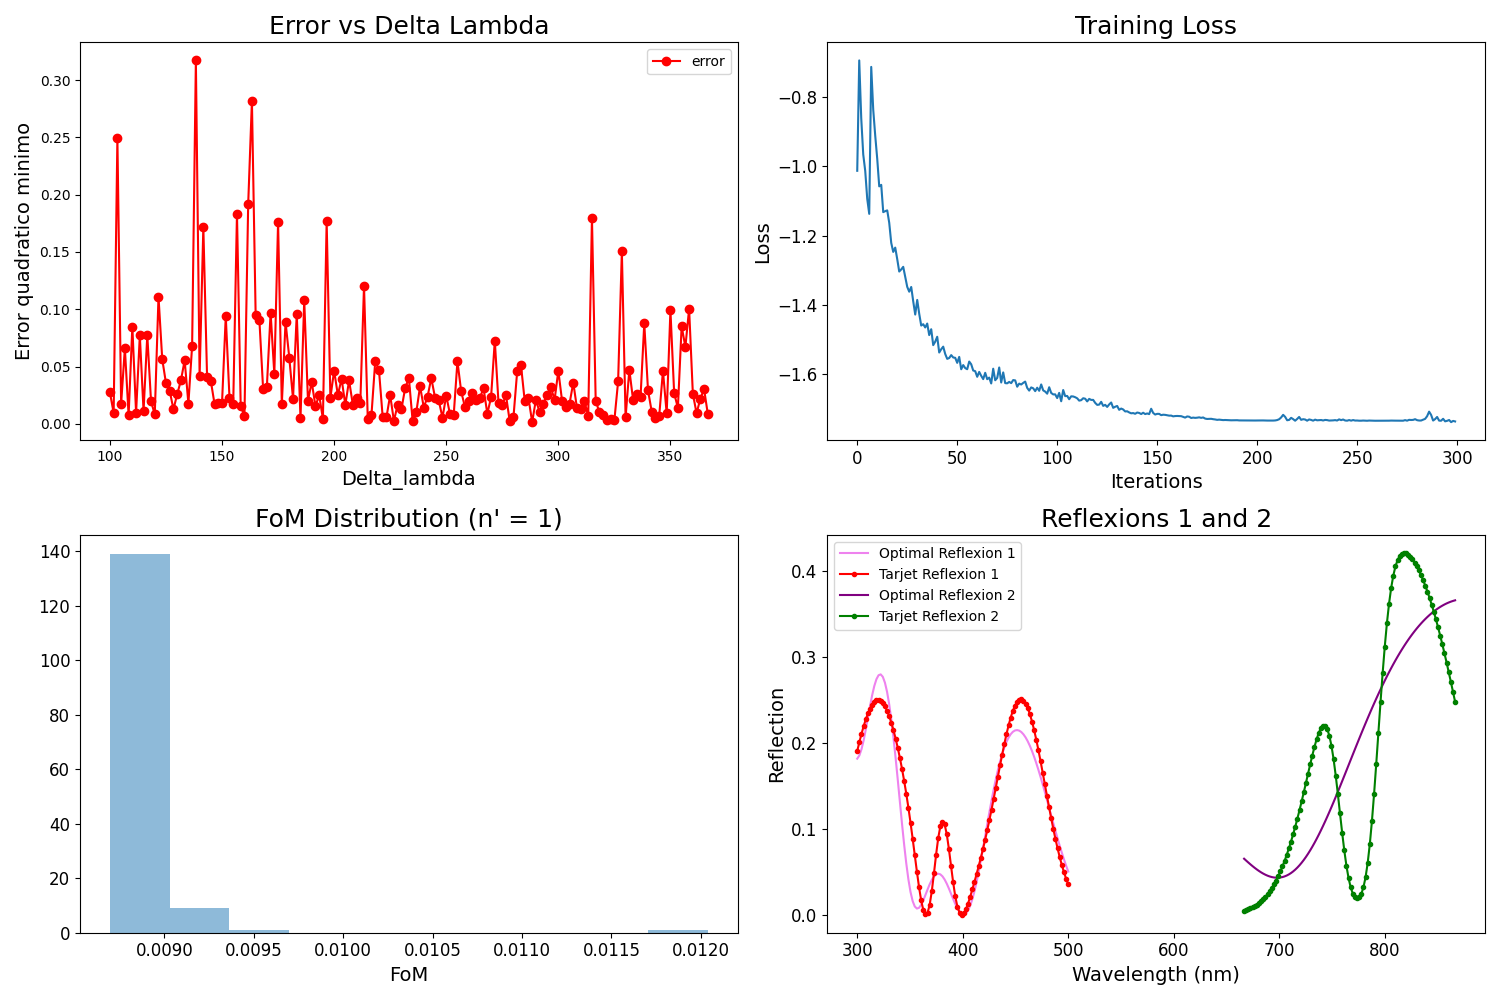 Error vs Delta Lambda
error
Error quadratico minimo
0.30
0.25
0.20
0.15
0.10
0.05
0.00
100 150 200 250 300 350
Delta_lambda
Training Loss
Loss
−0.8
−1.0
−1.2
−1.4
−1.6
0 50 100 150 200 250 300
Iterations
FoM Distribution (n' = 1)
140
120
100
80
60
40
20
0
0.0090 0.0095 0.0100 0.0105 0.0110 0.0115 0.0120
FoM
Reflexions 1 and 2
Optimal Reflexion 1
Tarjet Reflexion 1
Optimal Reflexion 2
Tarjet Reflexion 2
Reflection
0.4
0.3
0.2
0.1
0.0
300 400 500 600 700 800
Wavelength (nm)